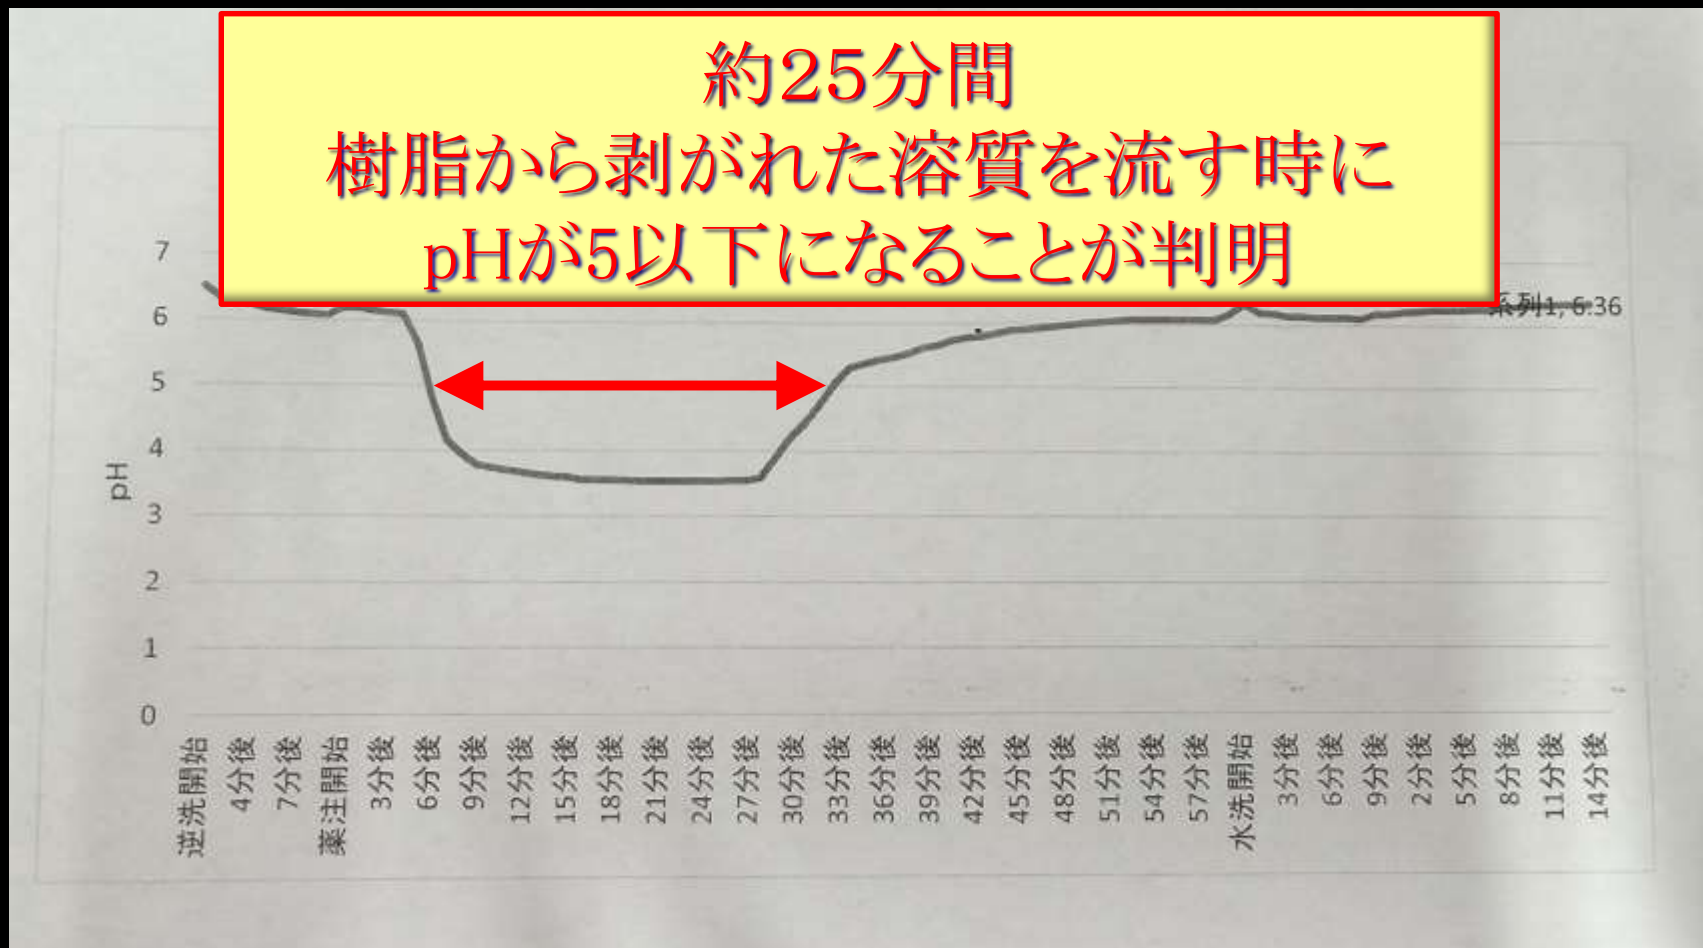 約25分間
樹脂から剥がれた溶質を流す時に
pHが5以下になることが判明
7
6
5
4
3
2
1
0
pH
系列1, 6.36
逆洗開始
4分後
7分後
薬注開始
3分後
6分後
9分後
12分後
15分後
18分後
21分後
24分後
27分後
30分後
33分後
36分後
39分後
42分後
45分後
48分後
51分後
54分後
57分後
水洗開始
3分後
6分後
9分後
2分後
5分後
8分後
11分後
14分後